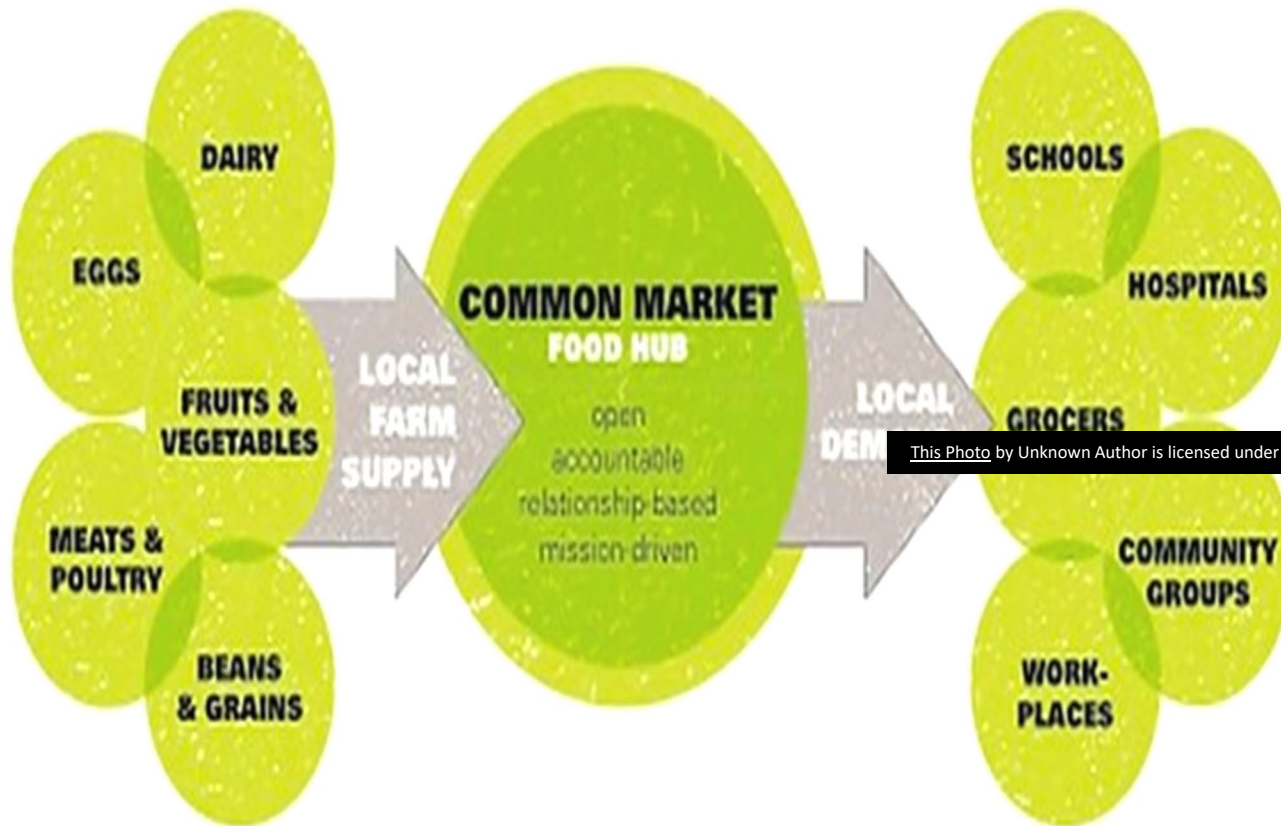 DAIRY
EGGS
FRUITS &
VEGETABLES
MEATS &
POULTRY
BEANS
& GRAINS
LOCAL
FARM
SUPPLY
COMMON MARKET
FOOD HUB
open
accountable
relationship-based
mission-driven
LOCAL
SCHOOLS
HOSPITALS
GROCERS
This Photo by Unknown Author is licensed under
COMMUNITY
GROUPS
WORK-
PLACES